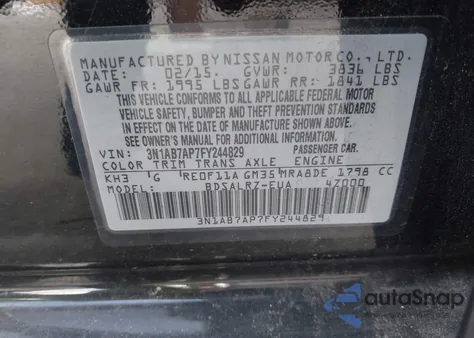 MANUFACTURED BY NISSAN MOTOR CO., LTD.
DATE: 02/15. GVWR: 3836 LBS
GAWR FR: 1995 LBS GAWR RR: 1841 LBS
THIS VEHICLE CONFORMS TO ALL APPLICABLE FEDERAL MOTOR
VEHICLE SAFETY, BUMPER, AND THEFT PREVENTION STANDARDS
IN EFFECT ON THE DATE OF MANUFACTURE SHOWN ABOVE.
SEE OWNER'S MANUAL FOR ADDITIONAL INFORMATION.
3N1AB7AP7FY244829 PASSENGER CAR
COLOR TRIM TRANS AXLE ENGINE
KH3 G RE0F11A GM35 MRA8DE 1798 CC
MODEL: BDSALRZ-EUA 4Z000
3N1AB7AP7FY244829
autoSnap